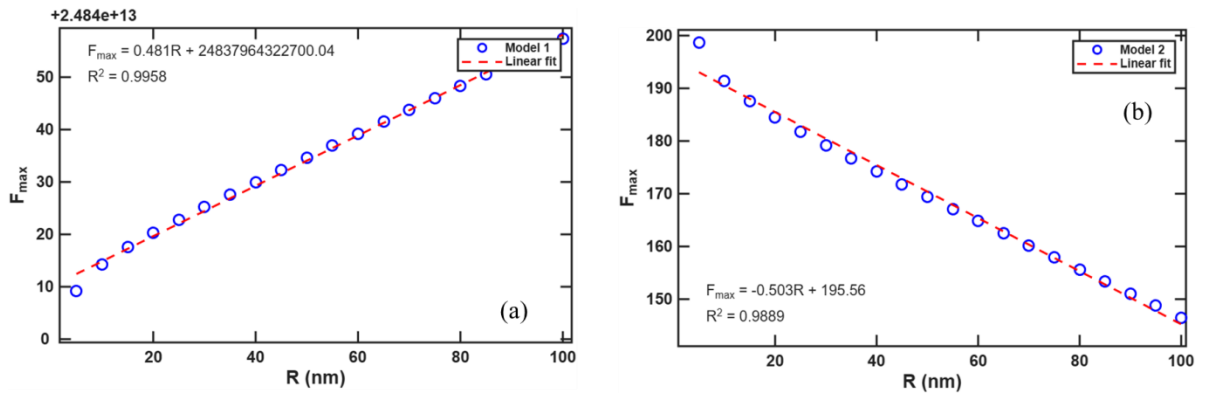 +2.484e+13
F_max = 0.481R + 24837964322700.04
R² = 0.9958
Model 1
Linear fit
50
40
30
20
10
0
F_max
(a)
20 40 60 80 100
R (nm)
200
190
180
170
160
150
F_max
Model 2
Linear fit
(b)
F_max = -0.503R + 195.56
R² = 0.9889
20 40 60 80 100
R (nm)